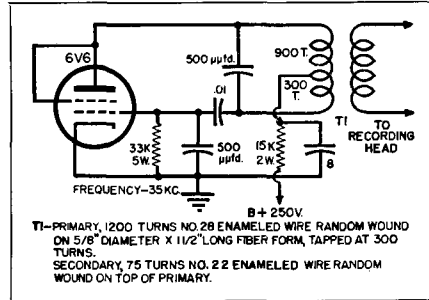 6V6
500 µµfd.
900 T.
300
T.
.01
T1
TO
RECORDING
HEAD
33K
5W.
500
µµfd.
15K
2W.
8
FREQUENCY-35KC.
B+ 250V.
T1-PRIMARY, 1200 TURNS NO. 28 ENAMELED WIRE RANDOM WOUND
ON 5/8" DIAMETER X 1 1/2" LONG FIBER FORM, TAPPED AT 300
TURNS.
SECONDARY, 75 TURNS NO. 22 ENAMELED WIRE RANDOM
WOUND ON TOP OF PRIMARY.